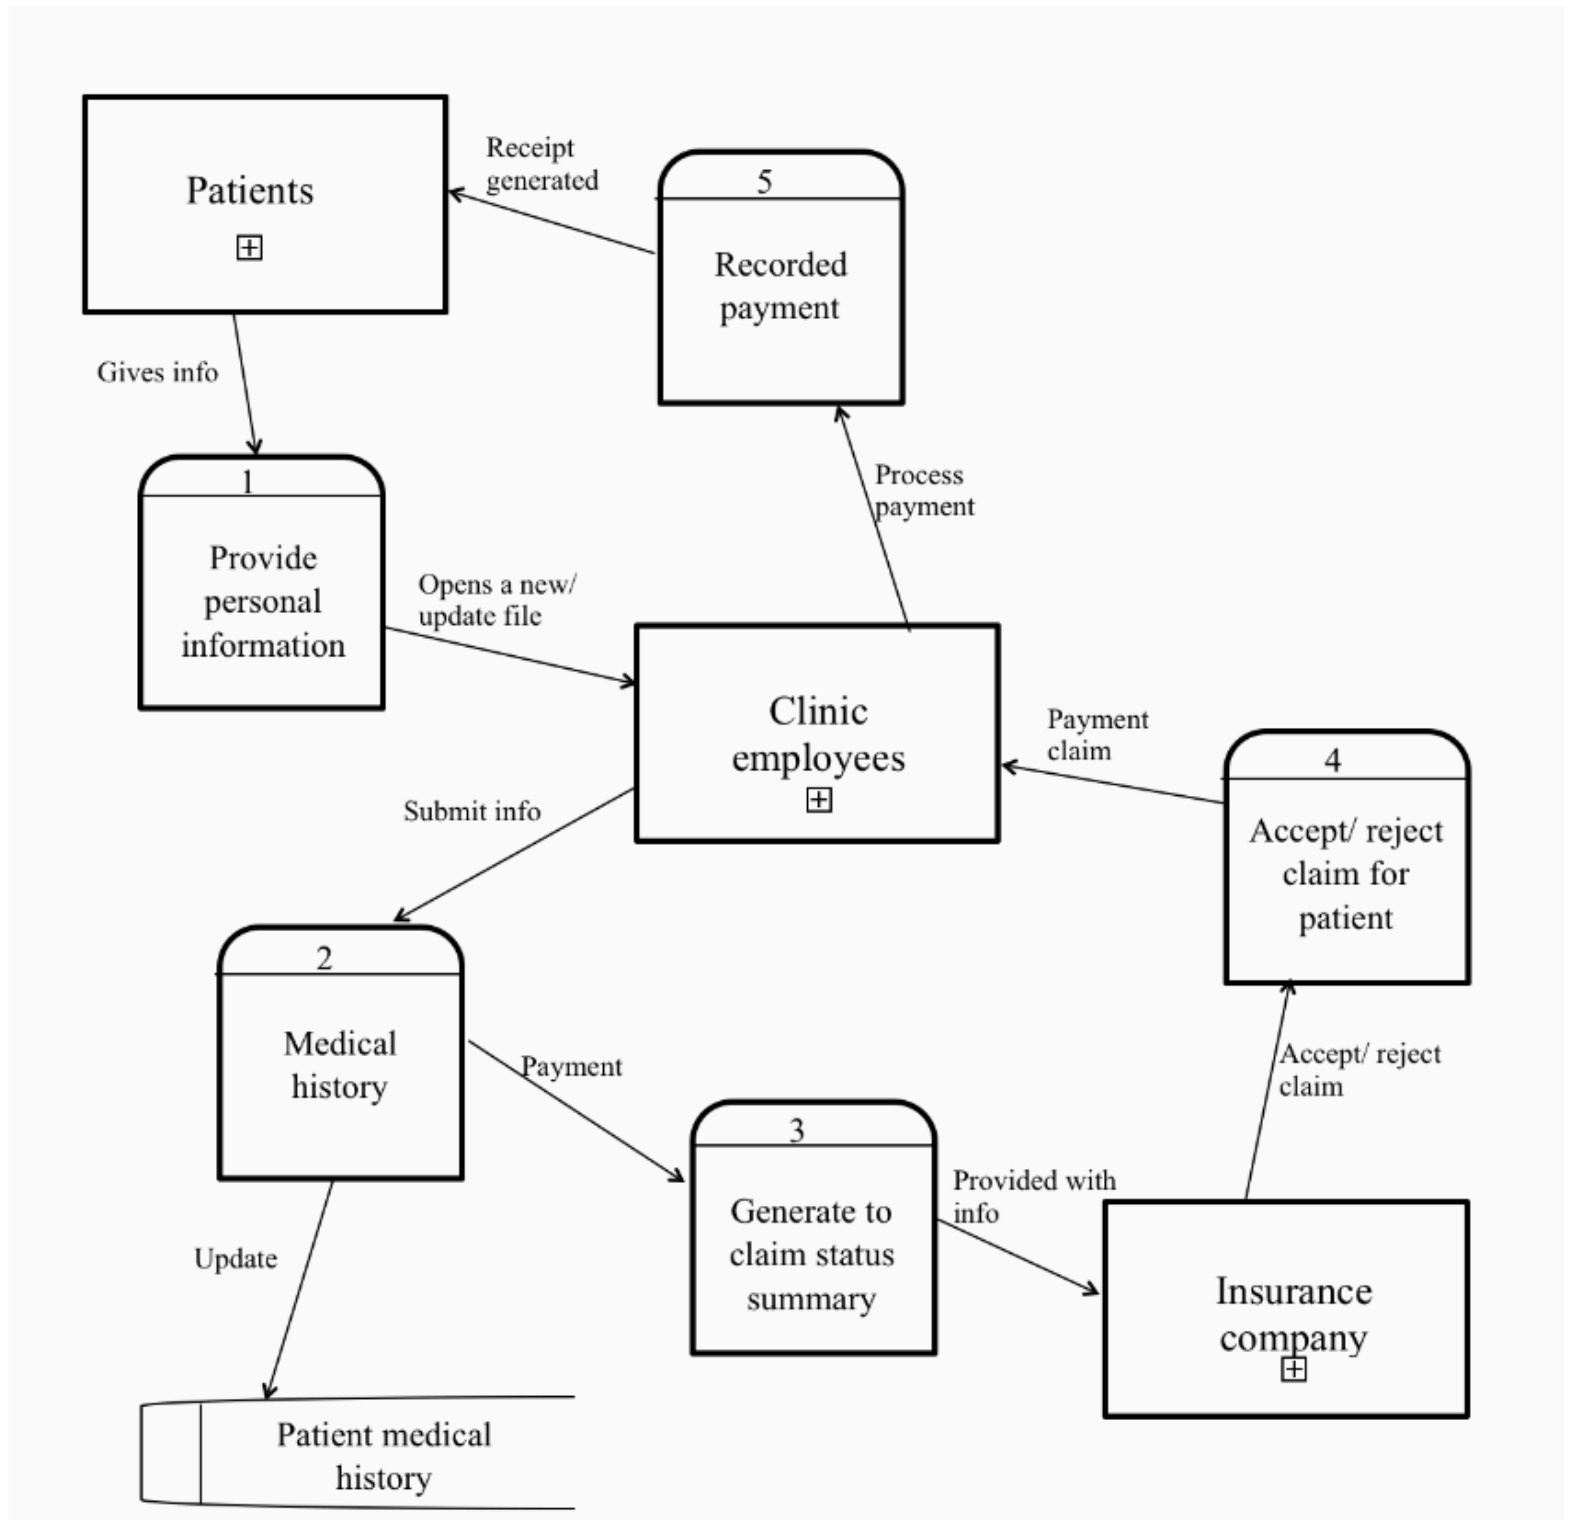 Patients
Receipt
generated
5
Recorded
payment
Gives info
1
Provide
personal
information
Process
payment
Opens a new/
update file
Clinic
employees
Payment
claim
4
Accept/ reject
claim for
patient
Submit info
2
Medical
history
Payment
Accept/ reject
claim
3
Generate to
claim status
summary
Provided with
info
Insurance
company
Update
Patient medical
history